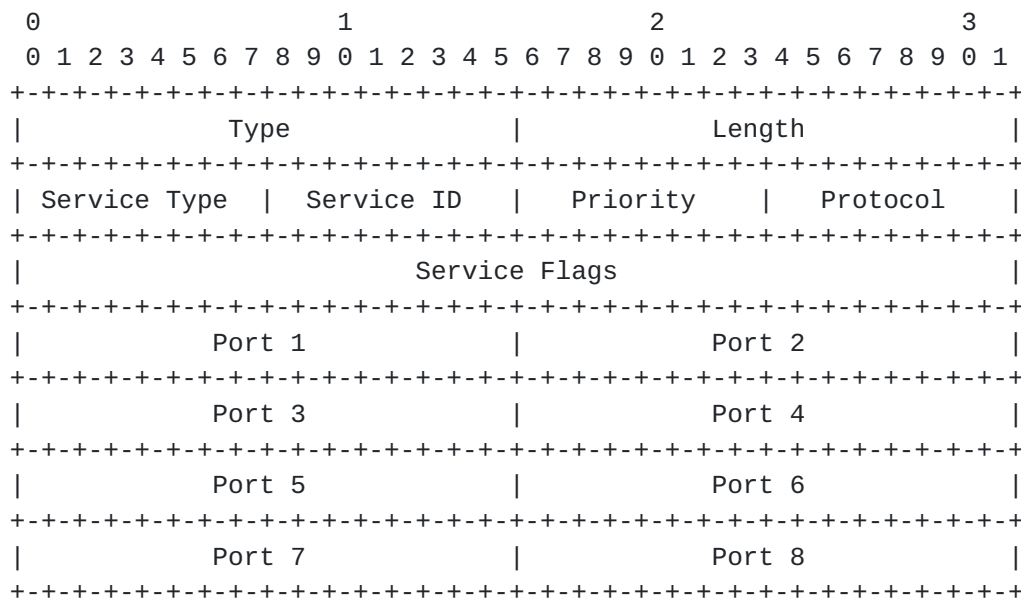 0                   1                   2                   3
 0 1 2 3 4 5 6 7 8 9 0 1 2 3 4 5 6 7 8 9 0 1 2 3 4 5 6 7 8 9 0 1
+-+-+-+-+-+-+-+-+-+-+-+-+-+-+-+-+-+-+-+-+-+-+-+-+-+-+-+-+-+-+-+-+
|             Type              |            Length             |
+-+-+-+-+-+-+-+-+-+-+-+-+-+-+-+-+-+-+-+-+-+-+-+-+-+-+-+-+-+-+-+-+
| Service Type  |  Service ID   |   Priority    |   Protocol    |
+-+-+-+-+-+-+-+-+-+-+-+-+-+-+-+-+-+-+-+-+-+-+-+-+-+-+-+-+-+-+-+-+
|                         Service Flags                         |
+-+-+-+-+-+-+-+-+-+-+-+-+-+-+-+-+-+-+-+-+-+-+-+-+-+-+-+-+-+-+-+-+
|            Port 1             |            Port 2             |
+-+-+-+-+-+-+-+-+-+-+-+-+-+-+-+-+-+-+-+-+-+-+-+-+-+-+-+-+-+-+-+-+
|            Port 3             |            Port 4             |
+-+-+-+-+-+-+-+-+-+-+-+-+-+-+-+-+-+-+-+-+-+-+-+-+-+-+-+-+-+-+-+-+
|            Port 5             |            Port 6             |
+-+-+-+-+-+-+-+-+-+-+-+-+-+-+-+-+-+-+-+-+-+-+-+-+-+-+-+-+-+-+-+-+
|            Port 7             |            Port 8             |
+-+-+-+-+-+-+-+-+-+-+-+-+-+-+-+-+-+-+-+-+-+-+-+-+-+-+-+-+-+-+-+-+